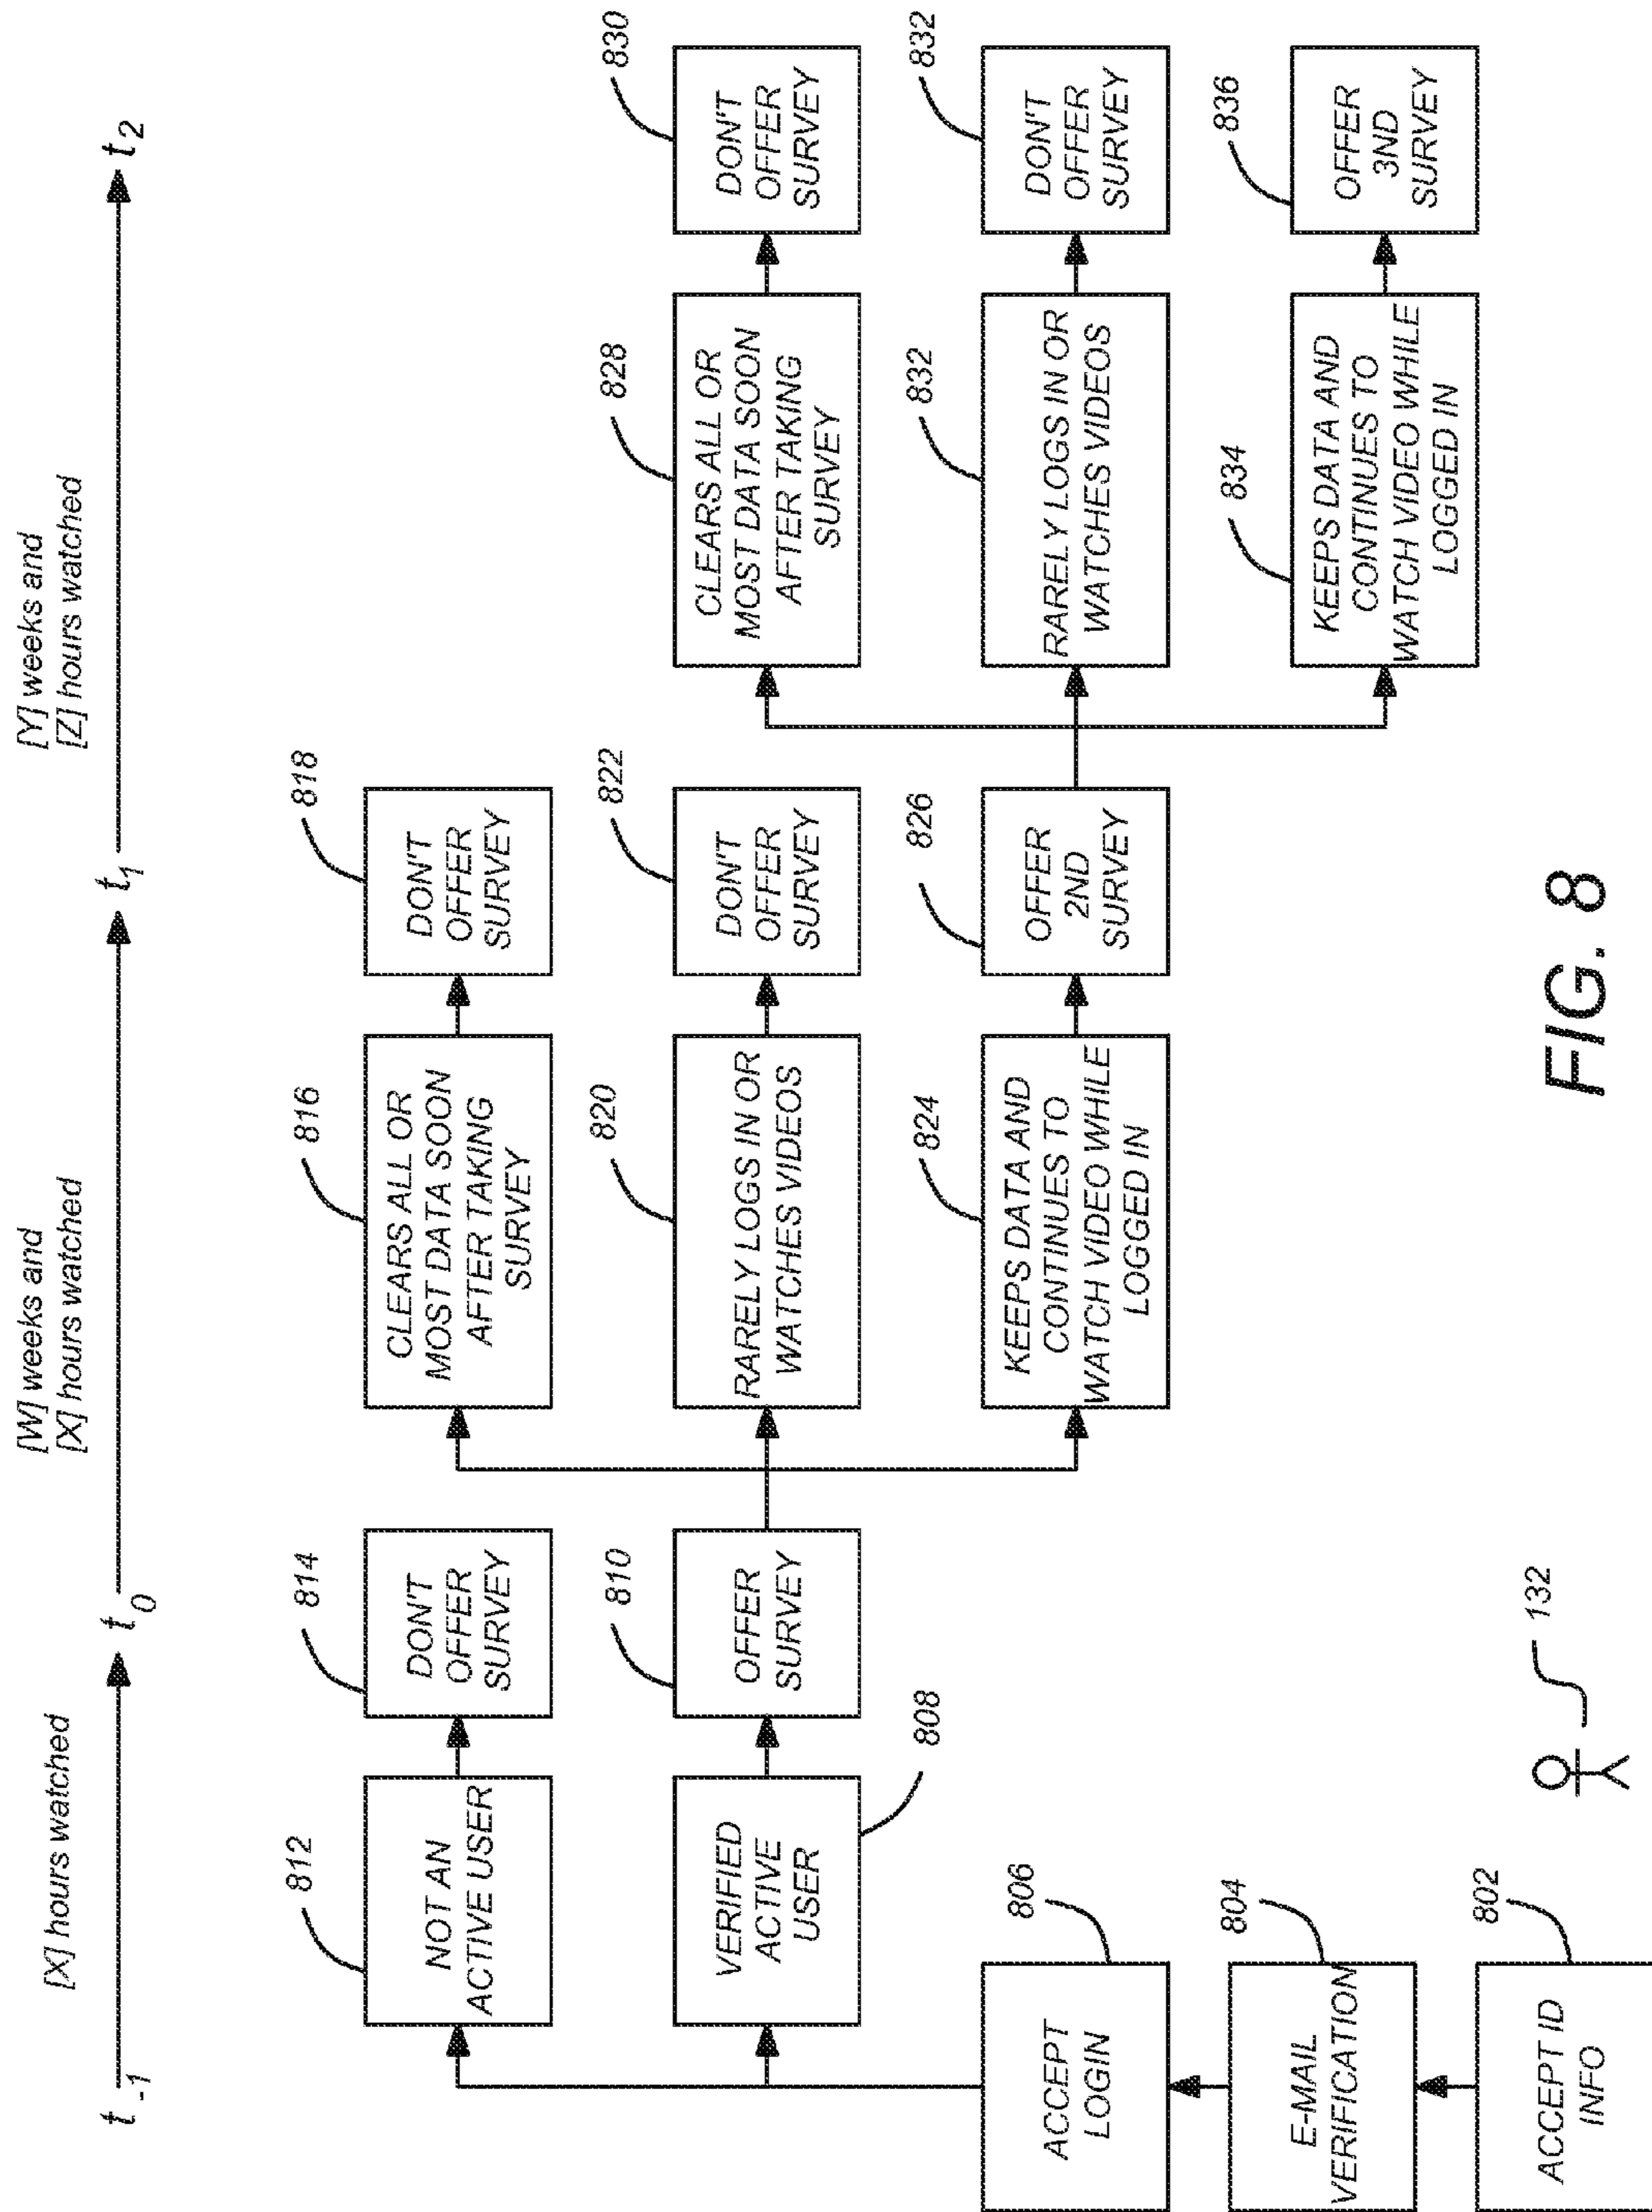 [X] hours watched
[W] weeks and
[X] hours watched
[Y] weeks and
[Z] hours watched
t-1
t0
t1
t2
812
NOT AN
ACTIVE USER
814
DON'T
OFFER
SURVEY
816
CLEARS ALL OR
MOST DATA SOON
AFTER TAKING
SURVEY
818
DON'T
OFFER
SURVEY
VERIFIED
ACTIVE
USER
808
810
OFFER
SURVEY
820
RARELY LOGS IN OR
WATCHES VIDEOS
822
DON'T
OFFER
SURVEY
828
CLEARS ALL OR
MOST DATA SOON
AFTER TAKING
SURVEY
830
DON'T
OFFER
SURVEY
806
ACCEPT
LOGIN
824
KEEPS DATA AND
CONTINUES TO
WATCH VIDEO WHILE
LOGGED IN
826
OFFER
2ND
SURVEY
832
RARELY LOGS IN OR
WATCHES VIDEOS
832
DON'T
OFFER
SURVEY
804
E-MAIL
VERIFICATION
834
KEEPS DATA AND
CONTINUES TO
WATCH VIDEO WHILE
LOGGED IN
836
OFFER
3ND
SURVEY
802
ACCEPT ID
INFO
132
FIG. 8